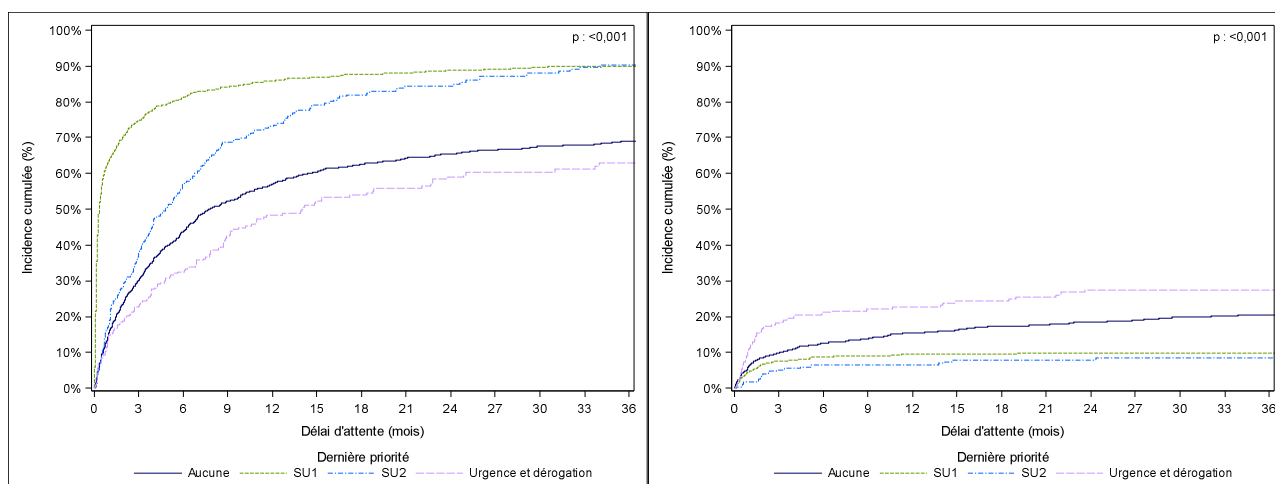 p : <0,001
Incidence cumulée (%)
100%
90%
80%
70%
60%
50%
40%
30%
20%
10%
0%
0 3 6 9 12 15 18 21 24 27 30 33 36
Délai d'attente (mois)
Dernière priorité
Aucune SU1 SU2 Urgence et dérogation
p : <0,001
Incidence cumulée (%)
100%
90%
80%
70%
60%
50%
40%
30%
20%
10%
0%
0 3 6 9 12 15 18 21 24 27 30 33 36
Délai d'attente (mois)
Dernière priorité
Aucune SU1 SU2 Urgence et dérogation